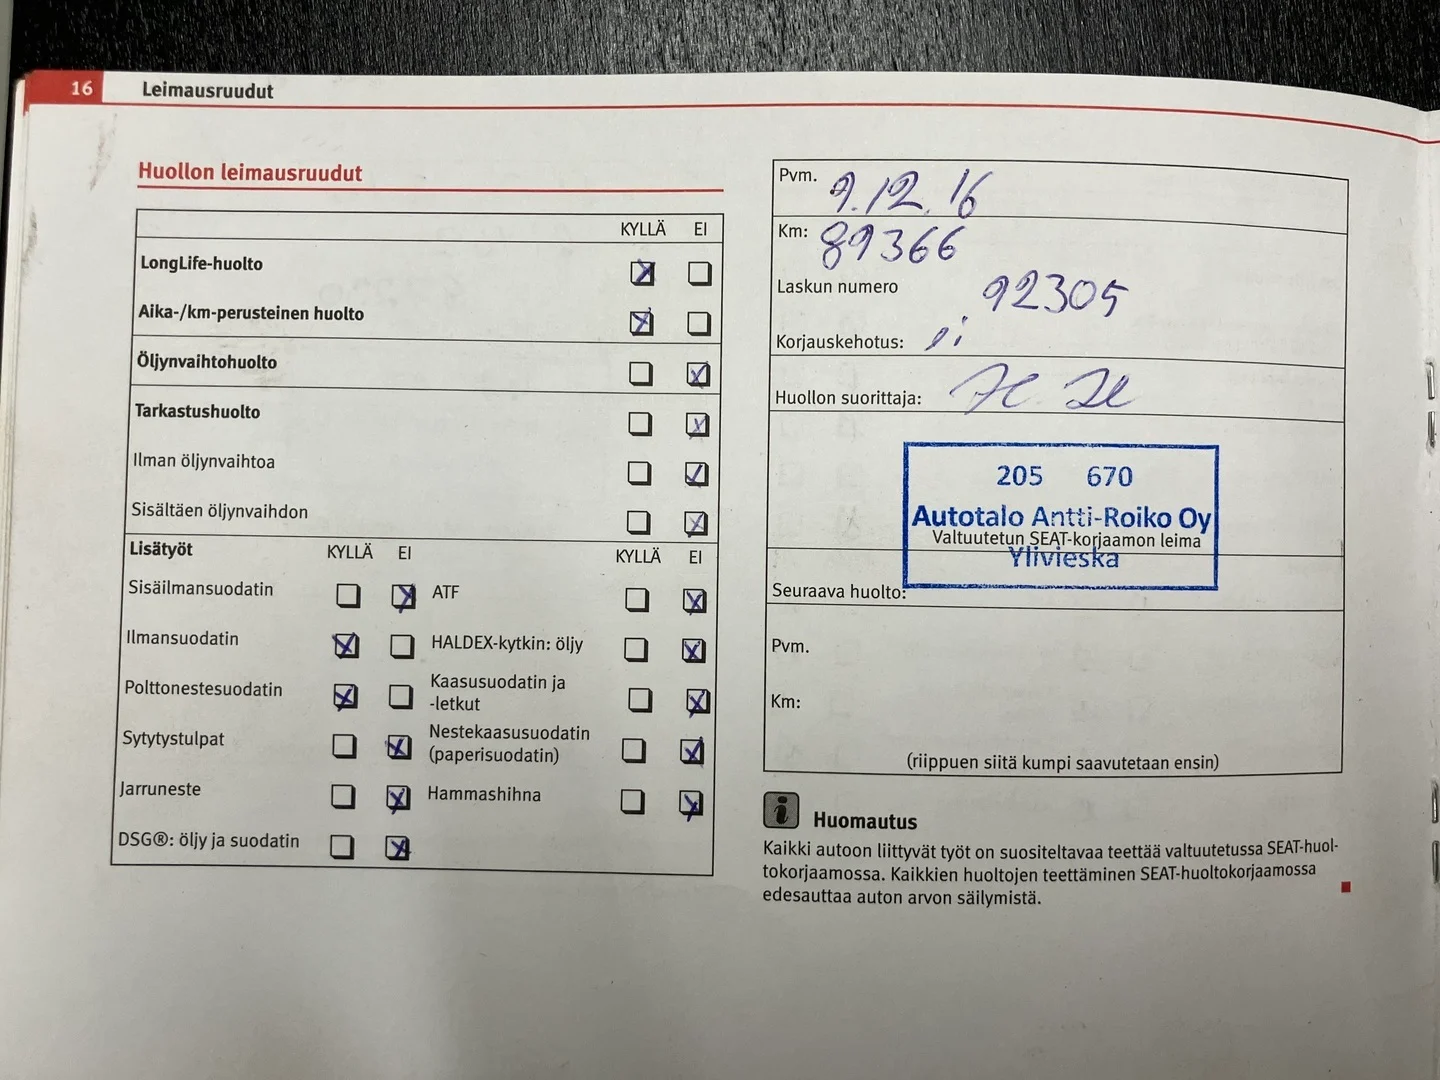 16 Leimausruudut
Huollon leimausruudut
KYLLÄ EI
LongLife-huolto
Aika-/km-perusteinen huolto
Öljynvaihtohuolto
Tarkastushuolto
Ilman öljynvaihtoa
Sisältäen öljynvaihdon
Lisätyöt KYLLÄ EI KYLLÄ EI
Sisäilmansuodatin ATF
Ilmansuodatin HALDEX-kytkin: öljy
Polttonestesuodatin Kaasusuodatin ja
-letkut
Sytytystulpat Nestekaasusuodatin
(paperisuodatin)
Jarruneste Hammashihna
DSG®: öljy ja suodatin
Pvm. 9.12.16
Km: 89366
Laskun numero 92305
Korjauskehotus: ei
Huollon suorittaja:
205 670
Autotalo Antti-Roiko Oy
Valtuutetun SEAT-korjaamon leima
Ylivieska
Seuraava huolto:
Pvm.
Km:
(riippuen siitä kumpi saavutetaan ensin)
i Huomautus
Kaikki autoon liittyvät työt on suositeltavaa teettää valtuutetussa SEAT-huol-
tokorjaamossa. Kaikkien huoltojen teettäminen SEAT-huoltokorjaamossa
edesauttaa auton arvon säilymistä.